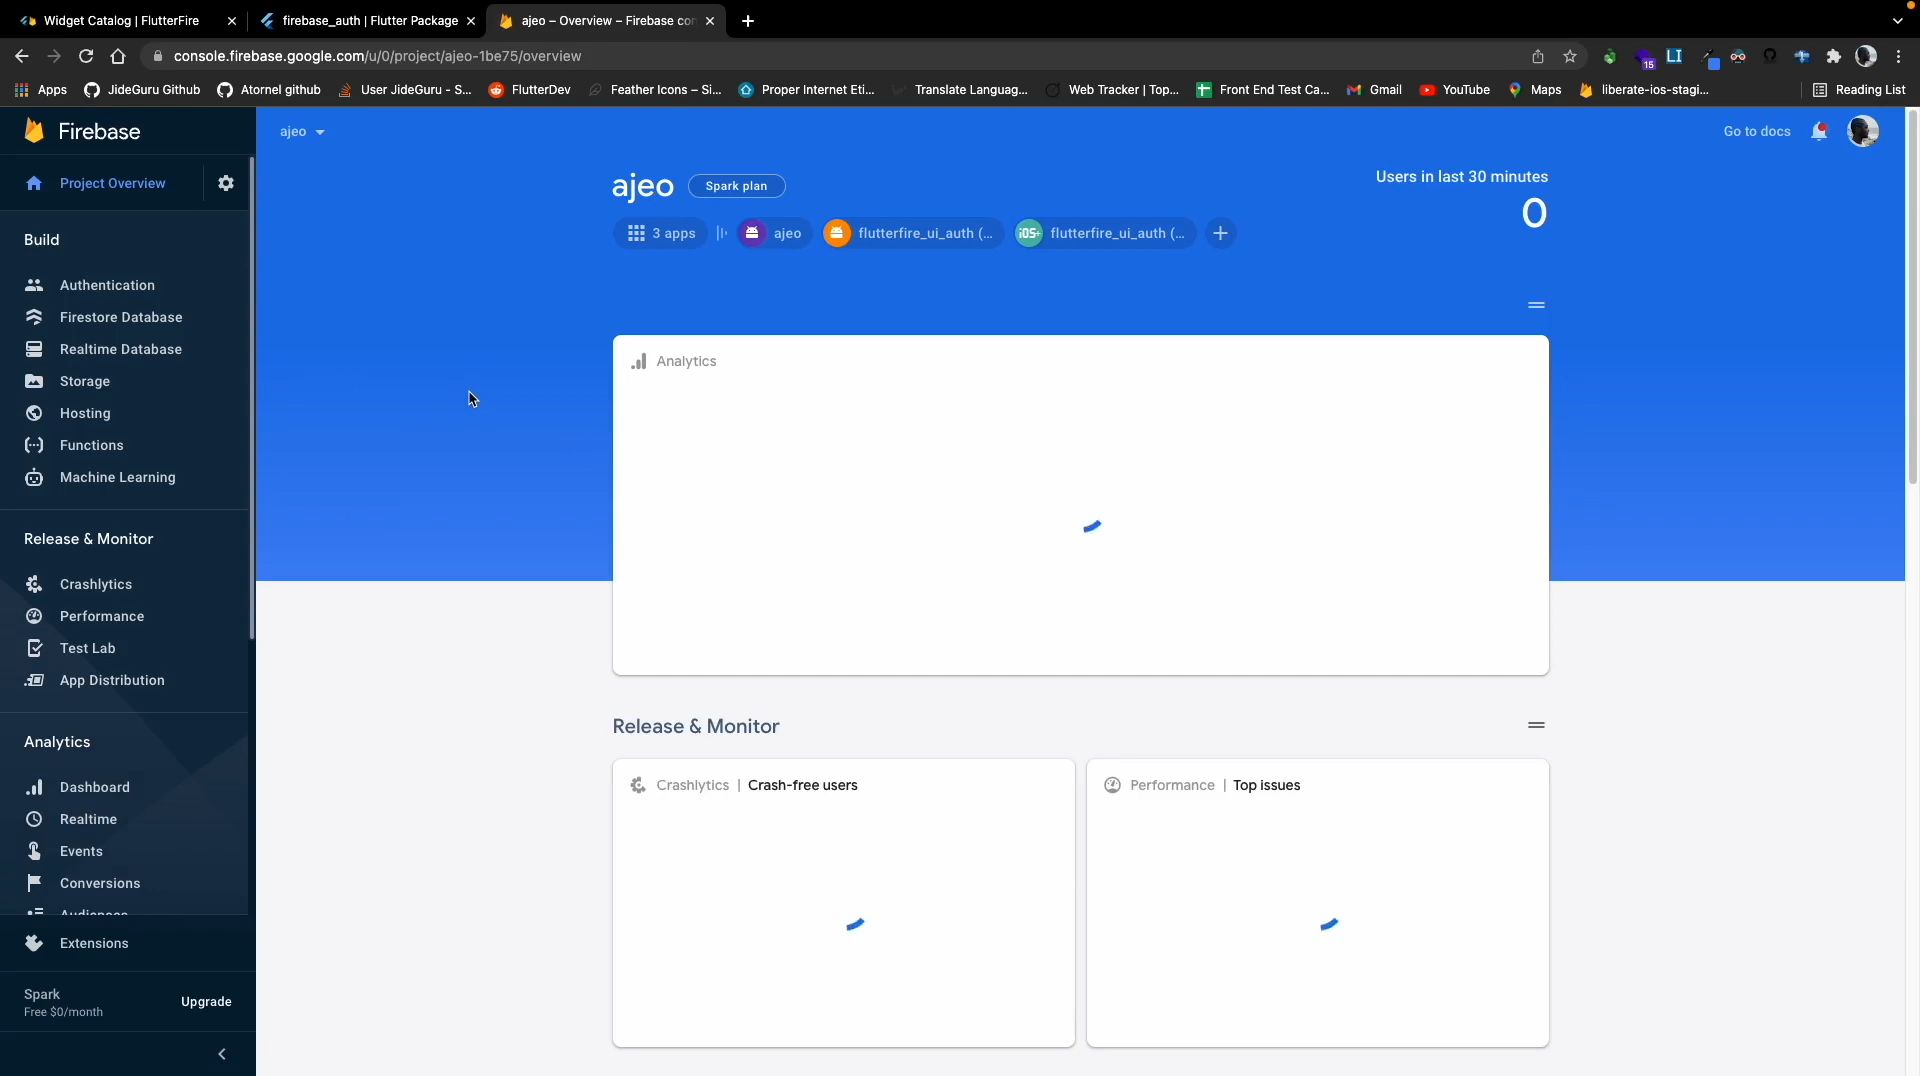 Widget Catalog | FlutterFire
firebase_auth | Flutter Package
ajeo – Overview – Firebase con
console.firebase.google.com/u/0/project/ajeo-1be75/overview
15
LI
Apps
JideGuru Github
Atornel github
User JideGuru - S...
FlutterDev
Feather Icons – Si...
Proper Internet Eti...
Translate Languag...
Web Tracker | Top...
Front End Test Ca...
Gmail
YouTube
Maps
liberate-ios-stagi...
Reading List
Firebase
ajeo
Go to docs
Project Overview
ajeo
Spark plan
Users in last 30 minutes
0
3 apps
ajeo
flutterfire_ui_auth (...
iOS+
flutterfire_ui_auth (...
Build
Authentication
Firestore Database
Realtime Database
Storage
Hosting
Functions
Machine Learning
Release & Monitor
Crashlytics
Performance
Test Lab
App Distribution
Analytics
Dashboard
Realtime
Events
Conversions
Audiences
Extensions
Spark
Free $0/month
Upgrade
Analytics
Release & Monitor
Crashlytics | Crash-free users
Performance | Top issues